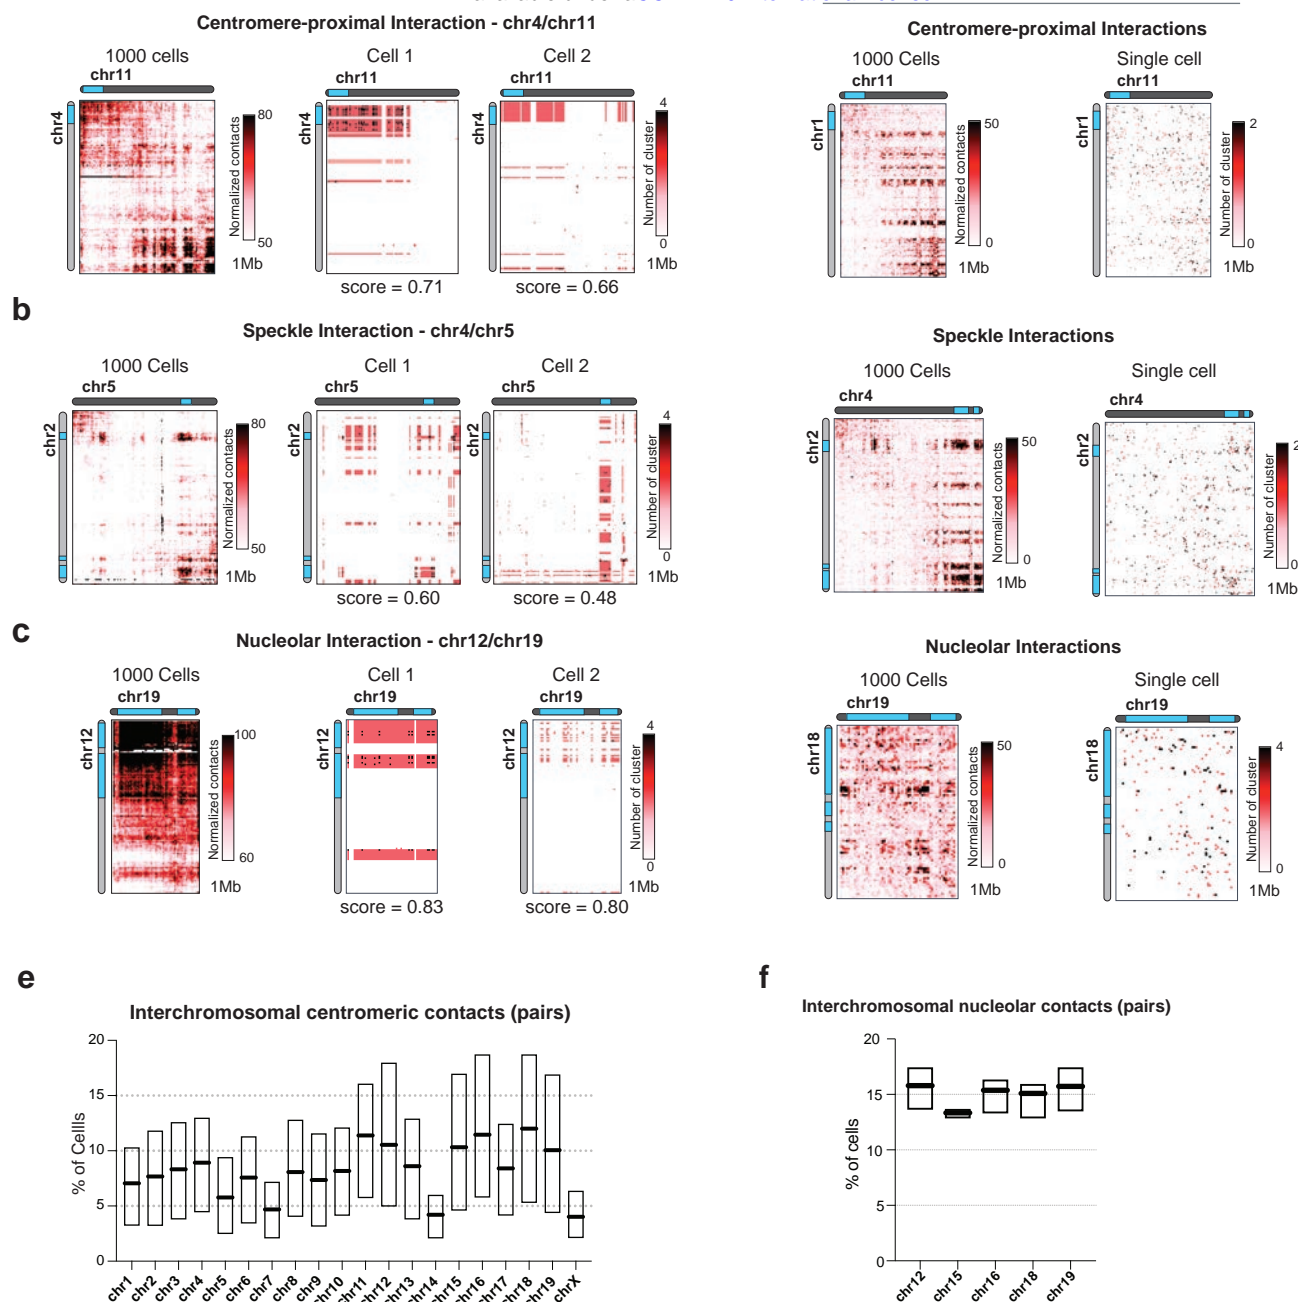 Centromere-proximal Interaction - chr4/chr11
1000 cells
Cell 1
Cell 2
chr11
chr11
chr11
chr4
chr4
chr4
80
Normalized contacts
50
1Mb
4
Number of cluster
0
1Mb
score = 0.71
score = 0.66
Centromere-proximal Interactions
1000 Cells
Single cell
chr11
chr11
chr1
chr1
50
Normalized contacts
0
1Mb
2
Number of cluster
0
1Mb
b
Speckle Interaction - chr4/chr5
1000 Cells
Cell 1
Cell 2
chr5
chr5
chr5
chr2
chr2
chr2
80
Normalized contacts
50
1Mb
4
Number of cluster
0
1Mb
score = 0.60
score = 0.48
Speckle Interactions
1000 Cells
Single cell
chr4
chr4
chr2
chr2
50
Normalized contacts
0
1Mb
2
Number of cluster
0
1Mb
c
Nucleolar Interaction - chr12/chr19
1000 Cells
Cell 1
Cell 2
chr19
chr19
chr19
chr12
chr12
chr12
100
Normalized contacts
60
1Mb
4
Number of cluster
0
1Mb
score = 0.83
score = 0.80
Nucleolar Interactions
1000 Cells
Single cell
chr19
chr19
chr18
chr18
50
Normalized contacts
0
1Mb
4
Number of cluster
0
1Mb
e
Interchromosomal centromeric contacts (pairs)
% of Cellls
20
15
10
5
0
chr1
chr2
chr3
chr4
chr5
chr6
chr7
chr8
chr9
chr10
chr11
chr12
chr13
chr14
chr15
chr16
chr17
chr18
chr19
chrX
f
Interchromosomal nucleolar contacts (pairs)
% of cells
20
15
10
5
0
chr12
chr15
chr16
chr18
chr19